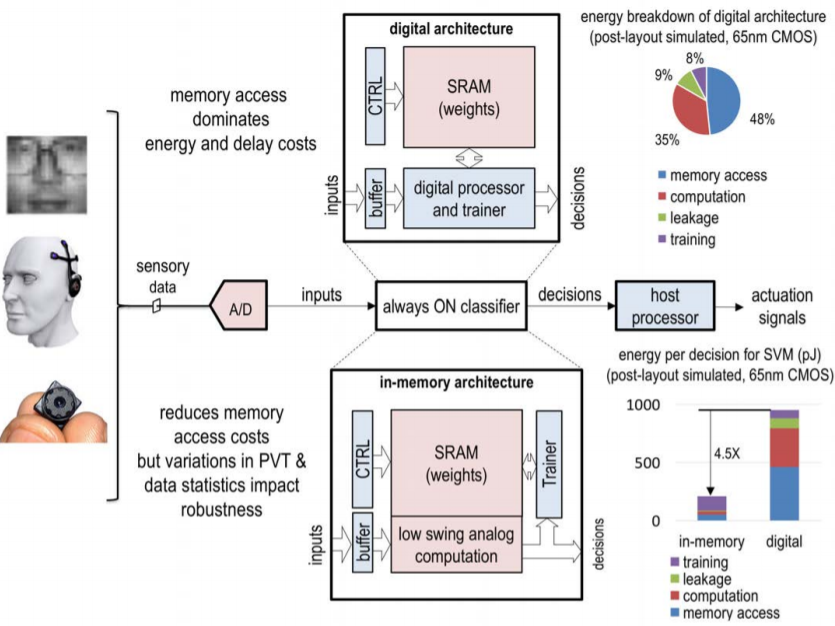 digital architecture
CTRL
SRAM
(weights)
inputs
buffer
digital processor
and trainer
decisions
energy breakdown of digital architecture
(post-layout simulated, 65nm CMOS)
8%
9%
48%
35%
memory access
computation
leakage
training
memory access
dominates
energy and delay costs
sensory
data
A/D
inputs
always ON classifier
decisions
host
processor
actuation
signals
reduces memory
access costs
but variations in PVT &
data statistics impact
robustness
in-memory architecture
CTRL
SRAM
(weights)
Trainer
inputs
buffer
low swing analog
computation
decisions
energy per decision for SVM (pJ)
(post-layout simulated, 65nm CMOS)
1000
500
0
4.5X
in-memory
digital
training
leakage
computation
memory access